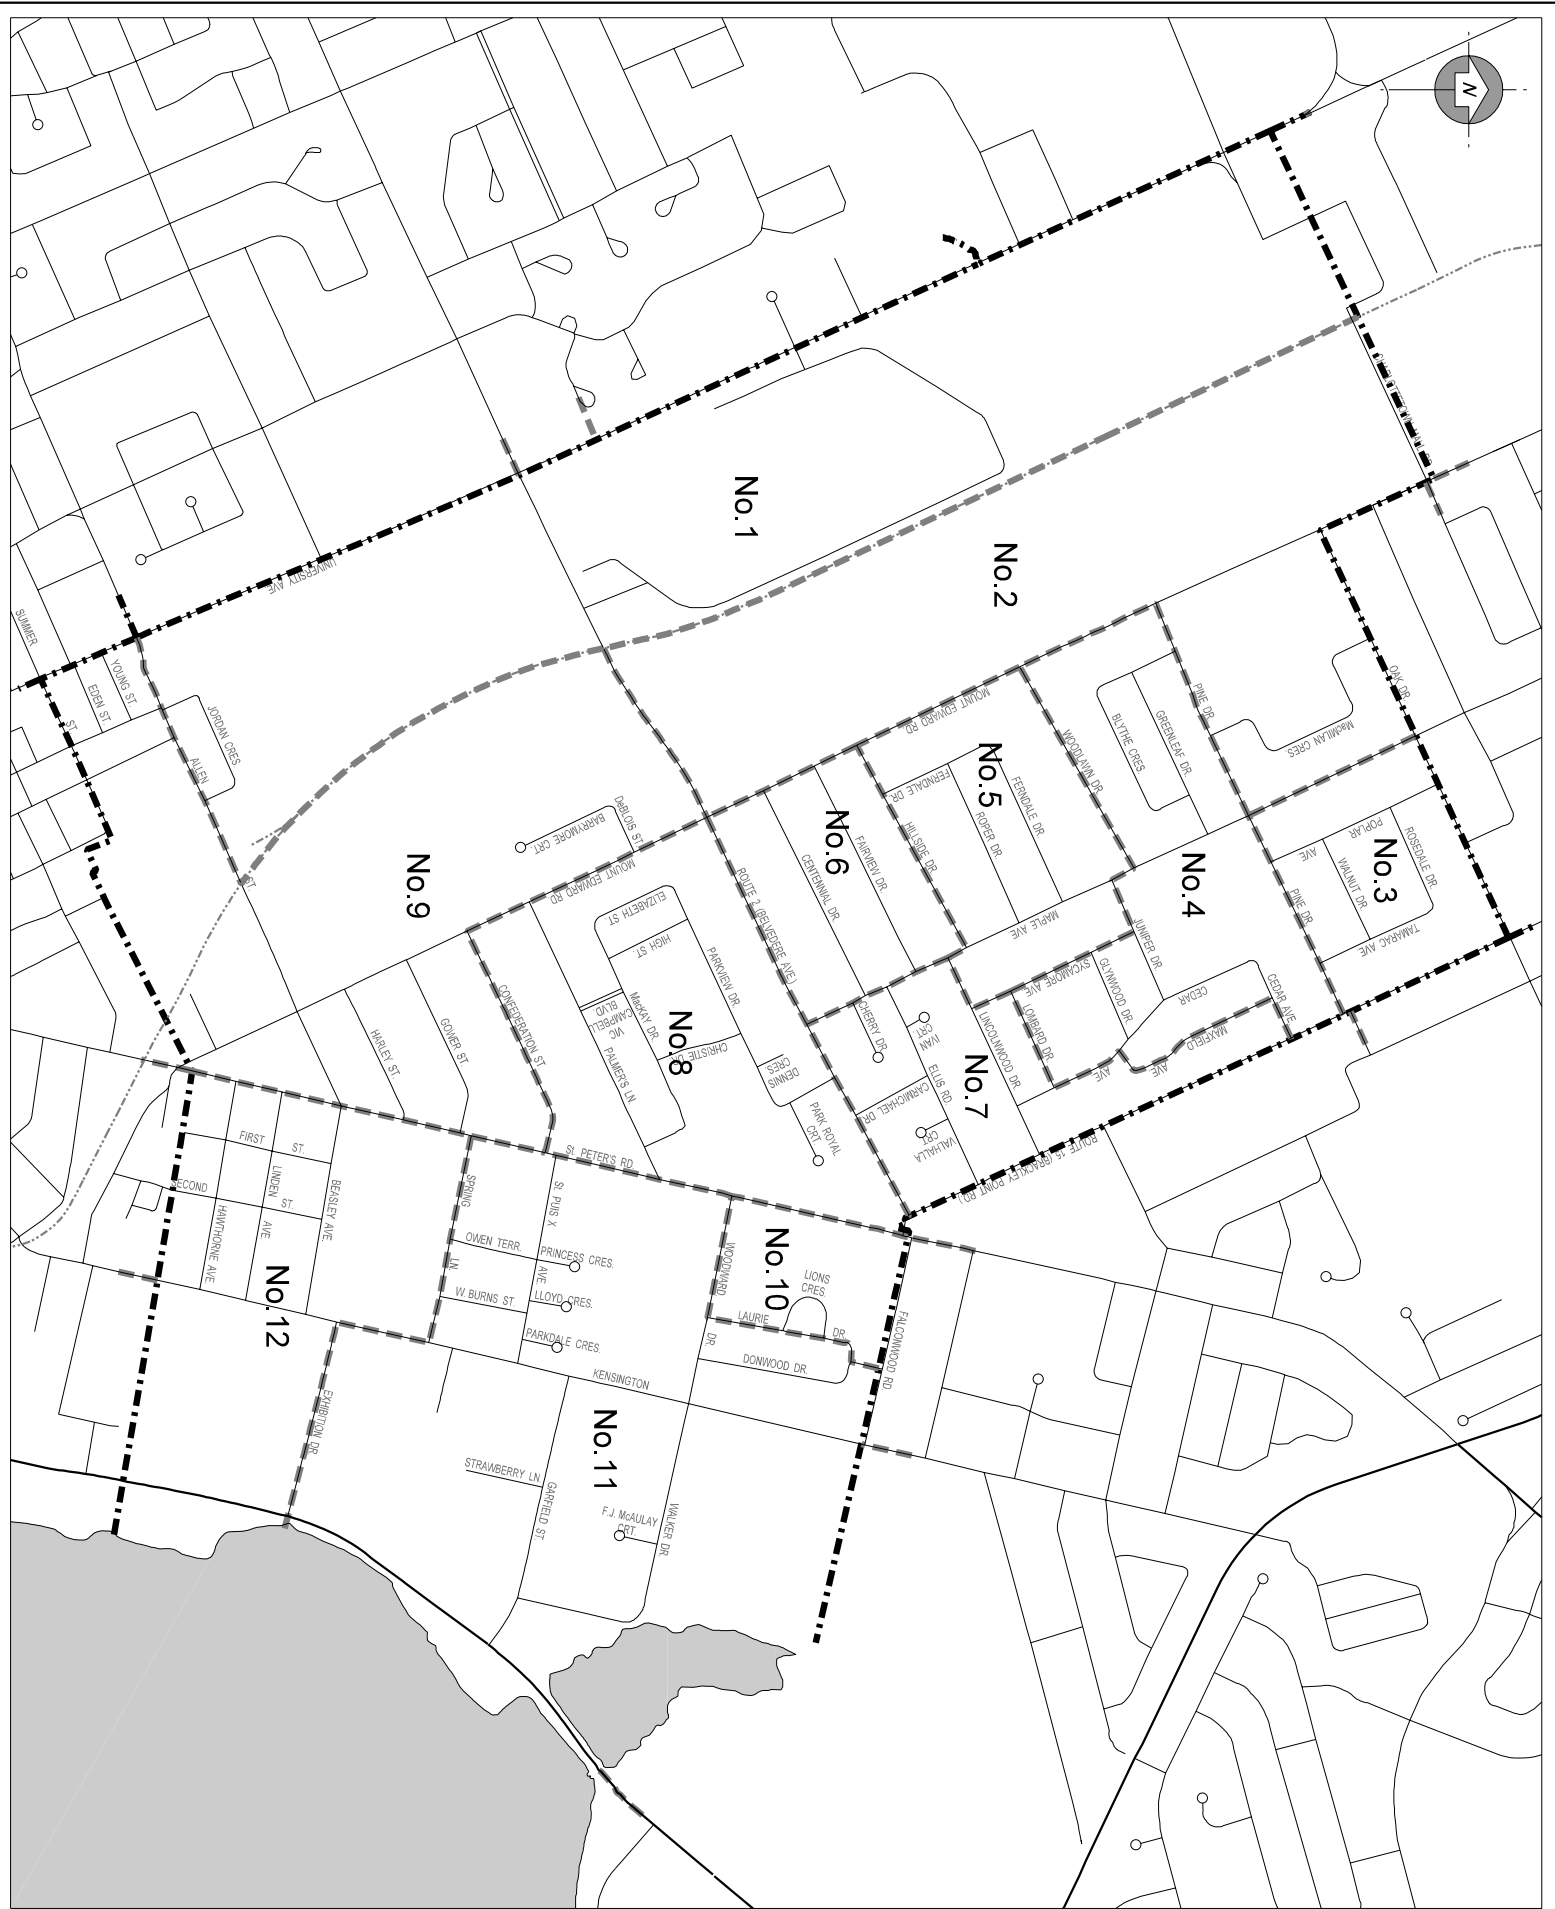 N
CHARLOTTETOWN MALL DR.
No.1
No.2
UNIVERSITY AVE
SUMMER
ST.
EDEN ST.
YOUNG ST.
JORDAN CRES
ALLEN
ST.
OAK DR.
MacMILAN CRES
PINE DR.
GREENLEAF DR.
BLYTHE CRES
WOODLAWN DR.
MOUNT EDWARD RD
No.3
ROSEDALE DR.
POPLAR
AVE
WALNUT DR.
TAMARAC AVE
PINE DR.
No.4
No.5
FERNDALE DR.
FERNDALE DR.
ROPER DR.
HILLSIDE DR.
MAPLE AVE
No.6
FAIRVIEW DR.
CENTENNIAL DR.
ROUTE 2 (BELVEDERE AVE)
JUNIPER DR.
SYCAMORE
AVE
GLYNWOOD DR.
CEDAR
CEDAR AVE.
MAXFIELD
AVE
AVE
LOMBARD DR.
LINCOLNWOOD DR.
No.7
CHERRY DR.
IVAN
CRT
ELLIS RD.
CARMICHAEL DR.
VALHALLA
CRT
ROUTE 15 (BRACKLEY POINT RD.)
DeBLOIS ST.
BARRYMORE CRT.
MOUNT EDWARD RD
No.9
No.8
ELIZABETH ST
HIGH ST
PARKVIEW DR.
MacKAY DR.
VIC
CAMPBELL
BLVD
CHRISTIE DR.
DENNIS
CRES
PALMER'S LN
PARK ROYAL
CRT
CONFEDERATION ST
GOWER ST.
HARLEY ST.
St. PETER'S RD
FIRST
ST.
SECOND
ST.
LINDEN
AVE
HAWTHORNE AVE
BEASLEY AVE.
No.12
SPRING
LN
OWEN TERR.
W. BURNS ST.
St. PUIS X
AVE
PRINCESS CRES.
LLOYD CRES.
PARKDALE CRES.
KENSINGTON
WOODWARD
DR.
No.10
LIONS
CRES.
LAURIE
DR.
DONWOOD DR.
FALCONWOOD RD
No.11
EXHIBITION DR.
STRAWBERRY LN
GARFIELD ST.
F.J. McAULAY
CRT.
WALKER DR.